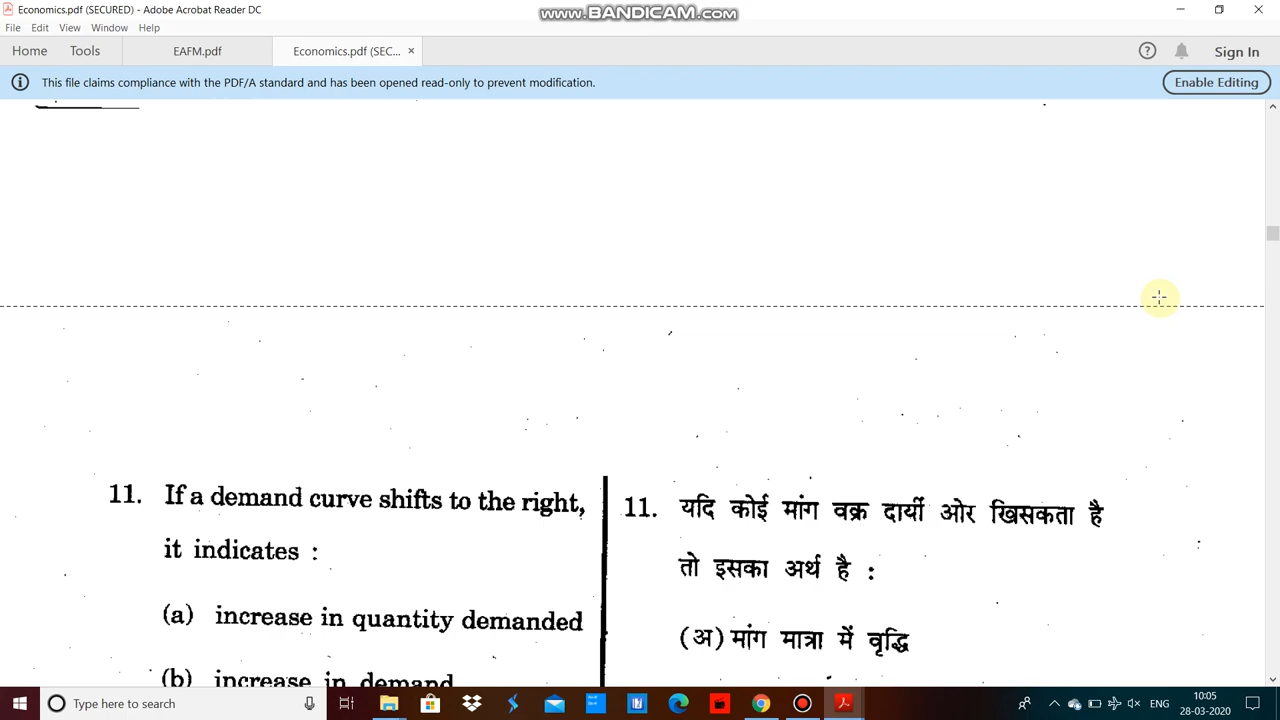 Economics.pdf (SECURED) - Adobe Acrobat Reader DC
www.BANDICAM.com
File Edit View Window Help
Home Tools EAFM.pdf Economics.pdf (SEC... × Sign In
This file claims compliance with the PDF/A standard and has been opened read-only to prevent modification. Enable Editing
11. If a demand curve shifts to the right,
it indicates :
(a) increase in quantity demanded
(b) increase in demand
11. यदि कोई मांग वक्र दायीं ओर खिसकता है
तो इसका अर्थ है :
(अ) मांग मात्रा में वृद्धि
Type here to search
ENG
10:05
28-03-2020